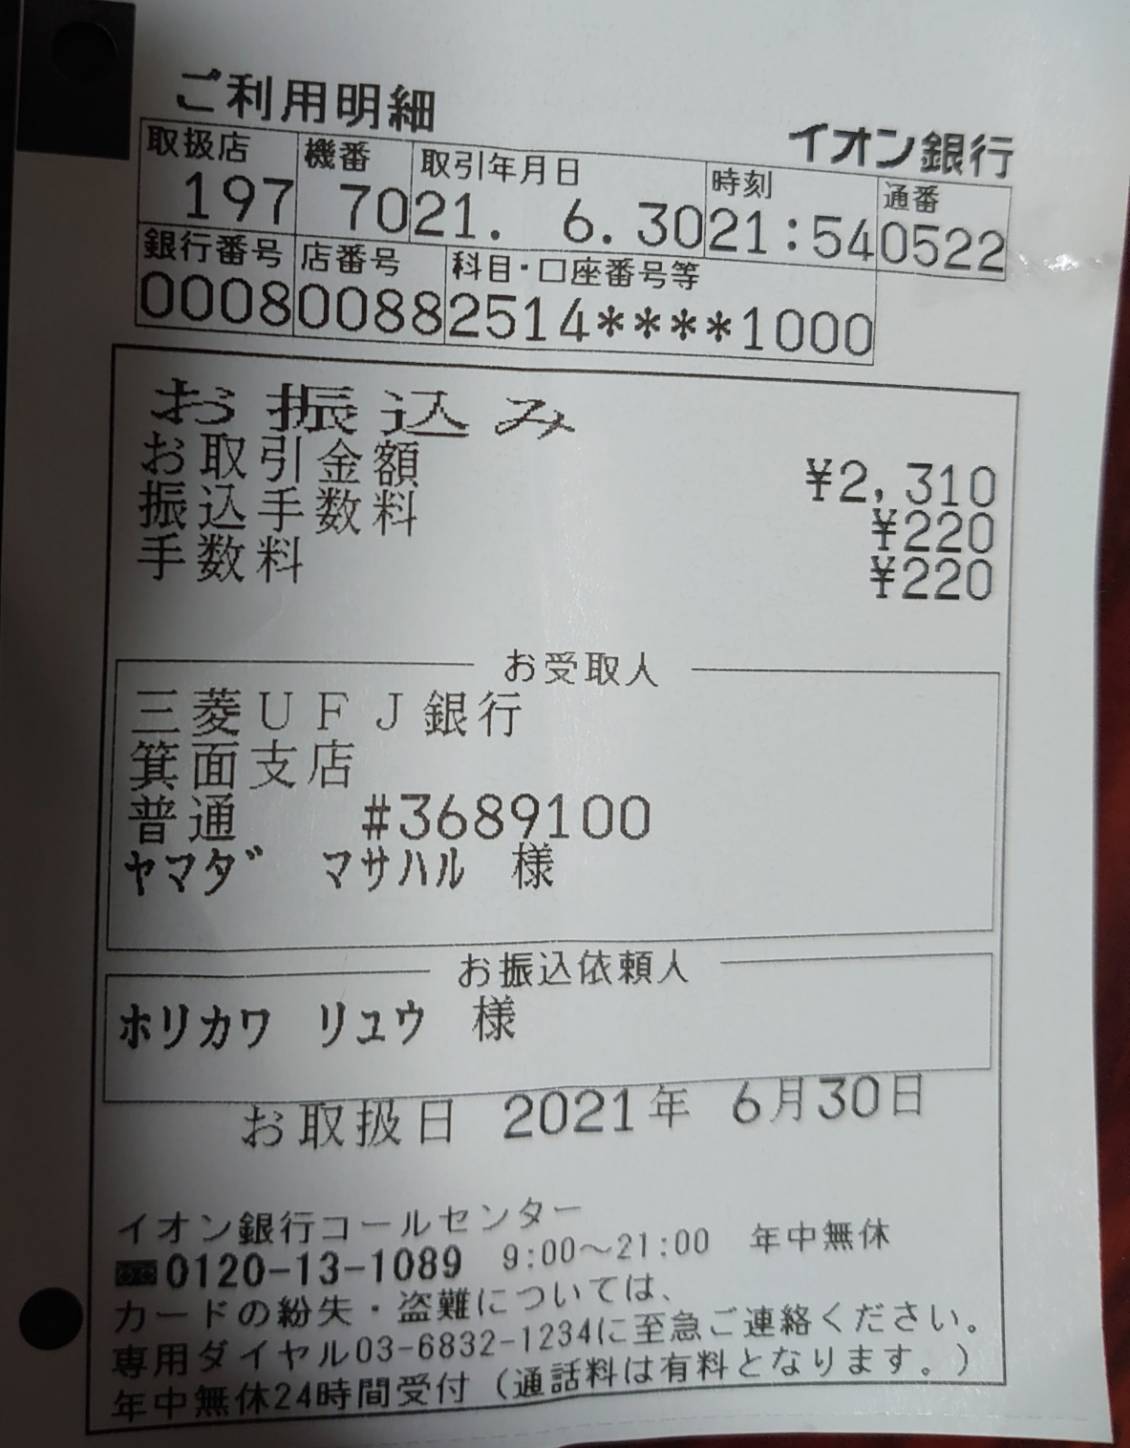 ご利用明細
イオン銀行
取扱店 機番 取引年月日 時刻 通番
197 70 21. 6.30 21:54 0522
銀行番号 店番号 科目・口座番号等
0008 0088 2514****1000
お振込み
お取引金額 ¥2,310
振込手数料 ¥220
手数料 ¥220
お受取人
三菱UFJ銀行
箕面支店
普通 #3689100
ヤマダ マサハル 様
お振込依頼人
ホリカワ リュウ 様
お取扱日 2021年 6月30日
イオン銀行コールセンター
0120-13-1089 9:00~21:00 年中無休
カードの紛失・盗難については、
専用ダイヤル03-6832-1234に至急ご連絡ください。
年中無休24時間受付(通話料は有料となります。)